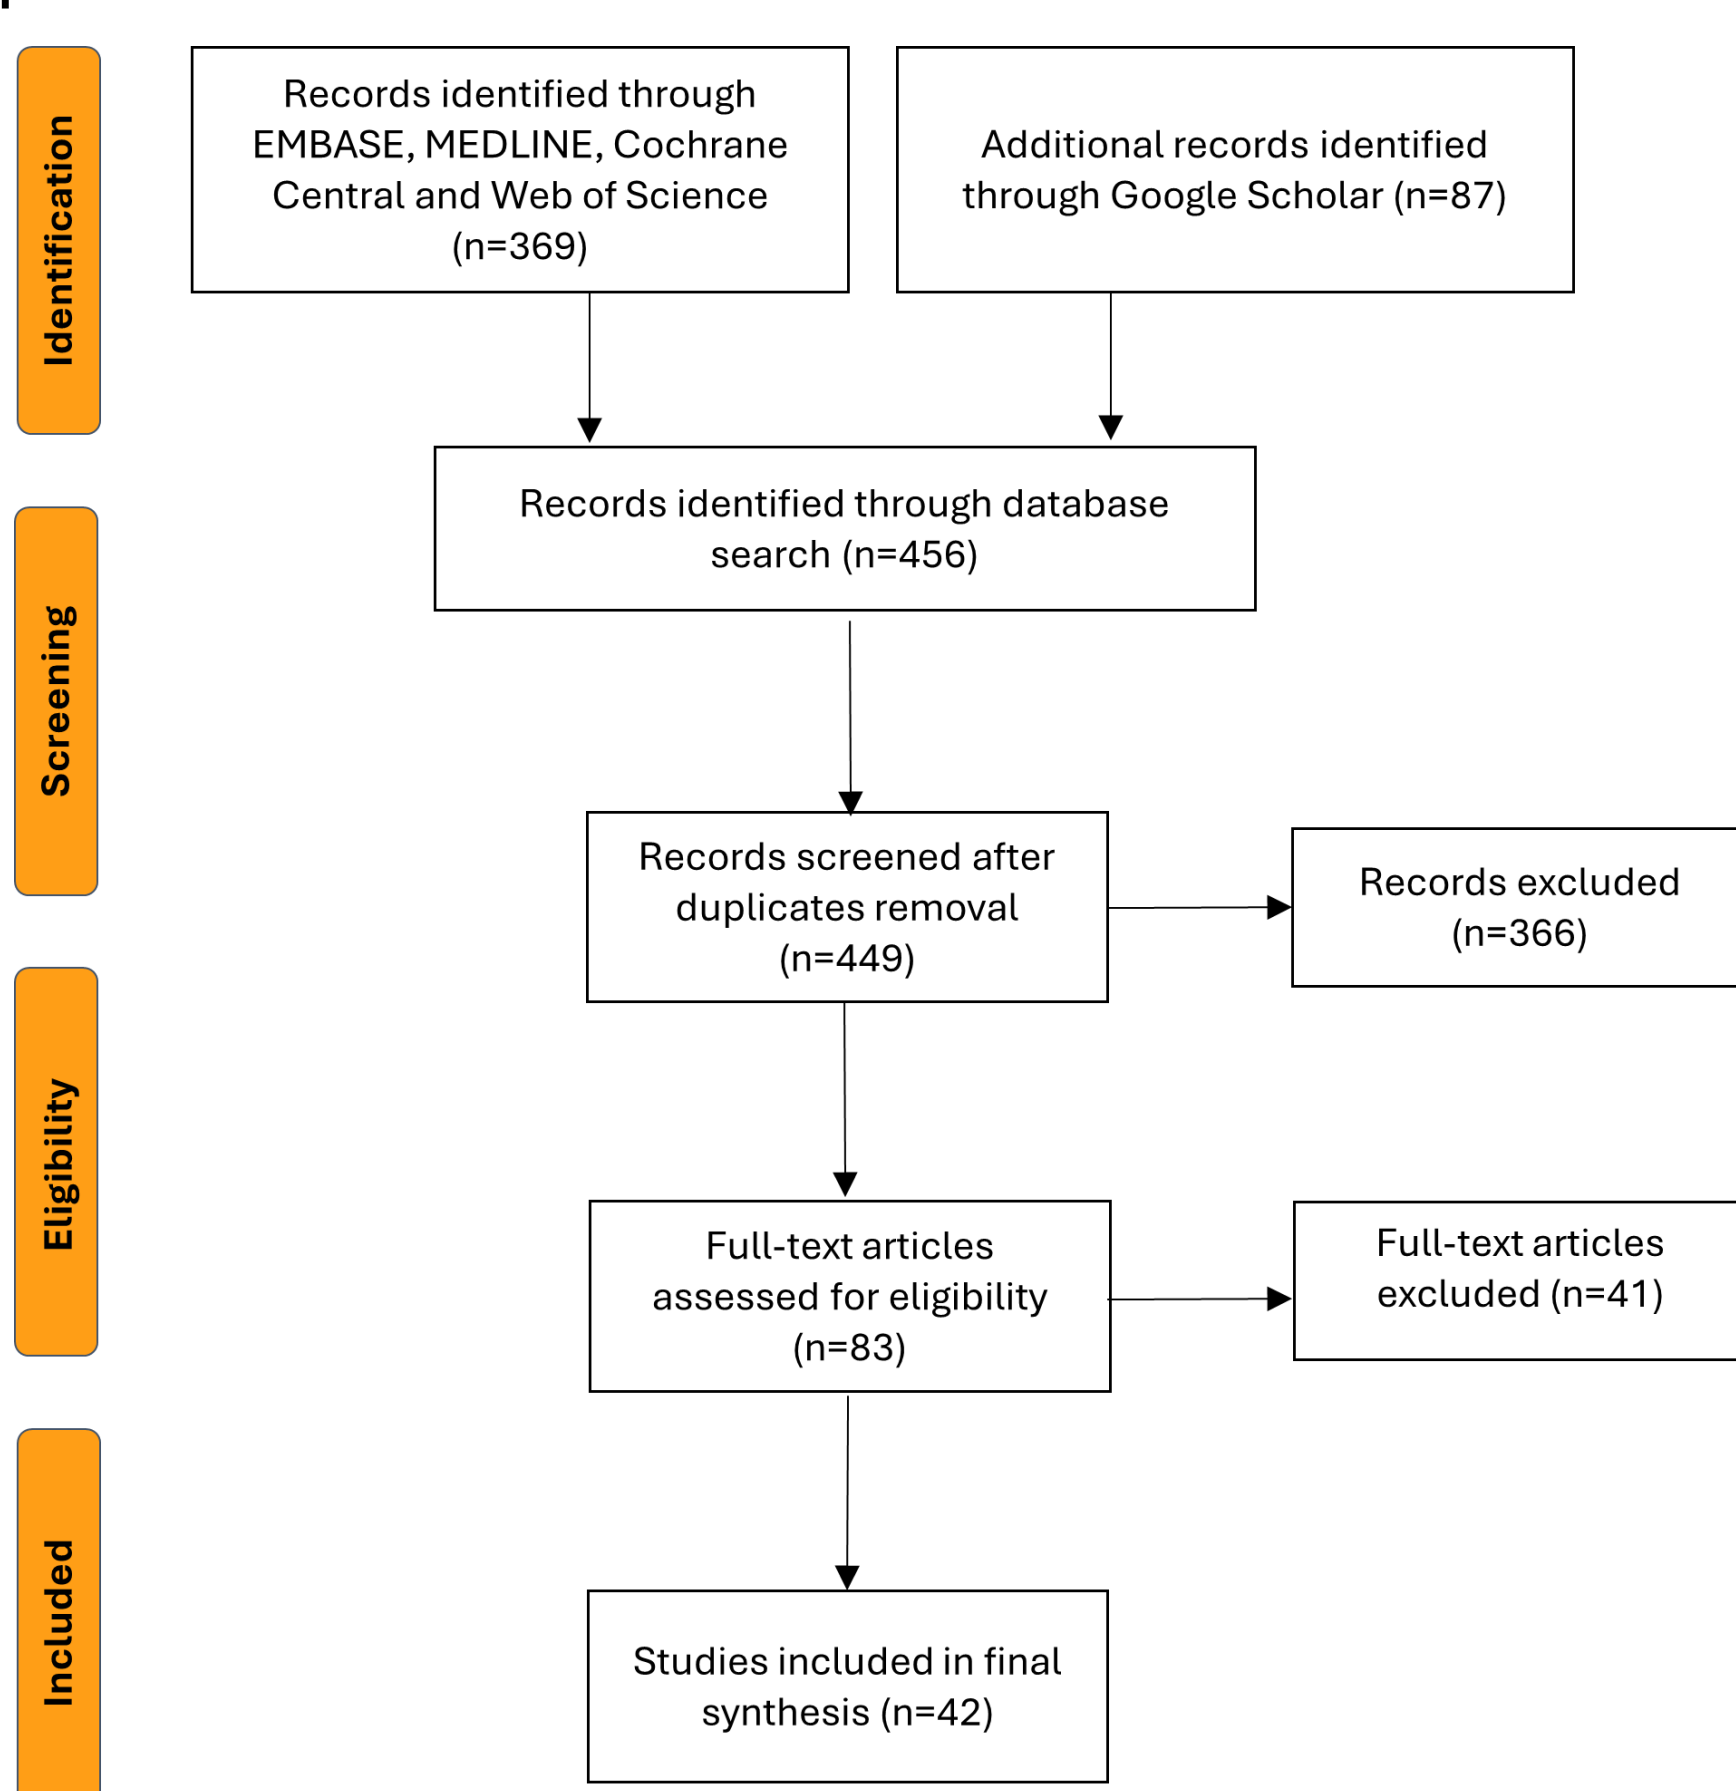 Identification
Records identified through
EMBASE, MEDLINE, Cochrane
Central and Web of Science
(n=369)
Additional records identified
through Google Scholar (n=87)
Records identified through database
search (n=456)
Screening
Records screened after
duplicates removal
(n=449)
Records excluded
(n=366)
Eligibility
Full-text articles
assessed for eligibility
(n=83)
Full-text articles
excluded (n=41)
Included
Studies included in final
synthesis (n=42)